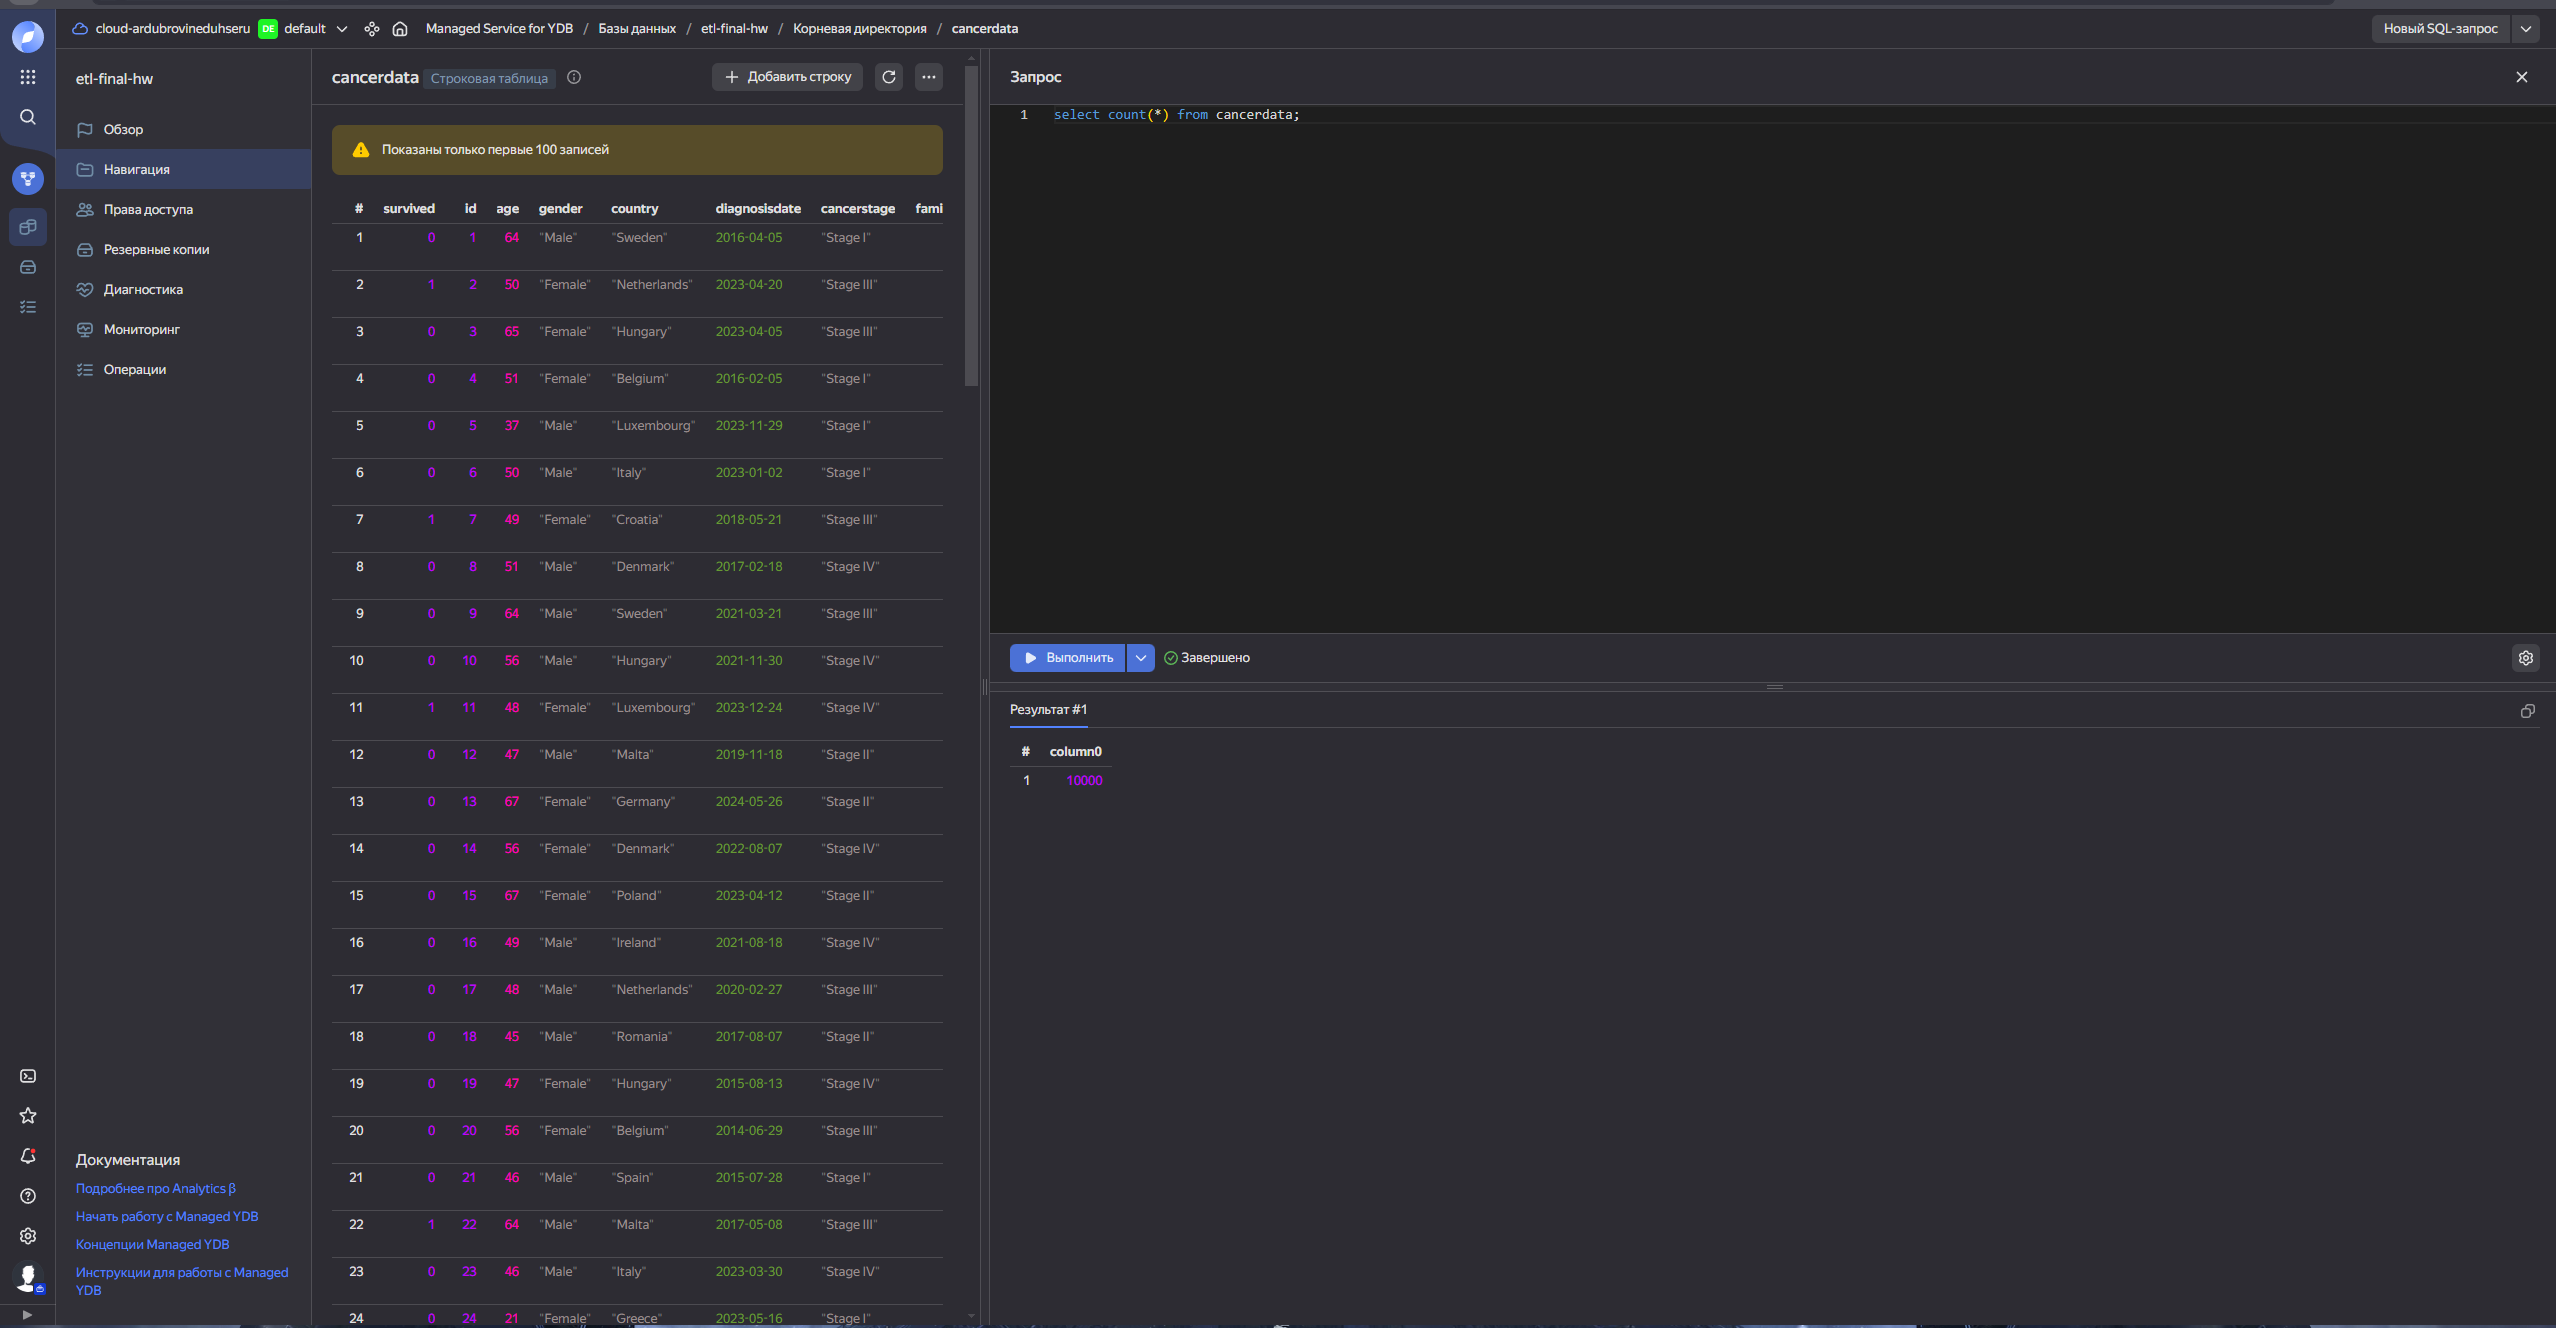 cloud-ardubrovineduhseru DE default Managed Service for YDB / Базы данных / etl-final-hw / Корневая директория / cancerdata Новый SQL-запрос
etl-final-hw
Обзор
Навигация
Права доступа
Резервные копии
Диагностика
Мониторинг
Операции
Документация
Подробнее про Analytics β
Начать работу с Managed YDB
Концепции Managed YDB
Инструкции для работы с Managed
YDB
cancerdata Строковая таблица Добавить строку
Показаны только первые 100 записей
# survived id age gender country diagnosisdate cancerstage fami
1 0 1 64 "Male" "Sweden" 2016-04-05 "Stage I"
2 1 2 50 "Female" "Netherlands" 2023-04-20 "Stage III"
3 0 3 65 "Female" "Hungary" 2023-04-05 "Stage III"
4 0 4 51 "Female" "Belgium" 2016-02-05 "Stage I"
5 0 5 37 "Male" "Luxembourg" 2023-11-29 "Stage I"
6 0 6 50 "Male" "Italy" 2023-01-02 "Stage I"
7 1 7 49 "Female" "Croatia" 2018-05-21 "Stage III"
8 0 8 51 "Male" "Denmark" 2017-02-18 "Stage IV"
9 0 9 64 "Male" "Sweden" 2021-03-21 "Stage III"
10 0 10 56 "Male" "Hungary" 2021-11-30 "Stage IV"
11 1 11 48 "Female" "Luxembourg" 2023-12-24 "Stage IV"
12 0 12 47 "Male" "Malta" 2019-11-18 "Stage II"
13 0 13 67 "Female" "Germany" 2024-05-26 "Stage II"
14 0 14 56 "Female" "Denmark" 2022-08-07 "Stage IV"
15 0 15 67 "Female" "Poland" 2023-04-12 "Stage II"
16 0 16 49 "Male" "Ireland" 2021-08-18 "Stage IV"
17 0 17 48 "Male" "Netherlands" 2020-02-27 "Stage III"
18 0 18 45 "Male" "Romania" 2017-08-07 "Stage II"
19 0 19 47 "Female" "Hungary" 2015-08-13 "Stage IV"
20 0 20 56 "Female" "Belgium" 2014-06-29 "Stage III"
21 0 21 46 "Male" "Spain" 2015-07-28 "Stage I"
22 1 22 64 "Male" "Malta" 2017-05-08 "Stage III"
23 0 23 46 "Male" "Italy" 2023-03-30 "Stage IV"
24 0 24 21 "Female" "Greece" 2023-05-16 "Stage I"
Запрос
1 select count(*) from cancerdata;
Выполнить Завершено
Результат #1
# column0
1 10000